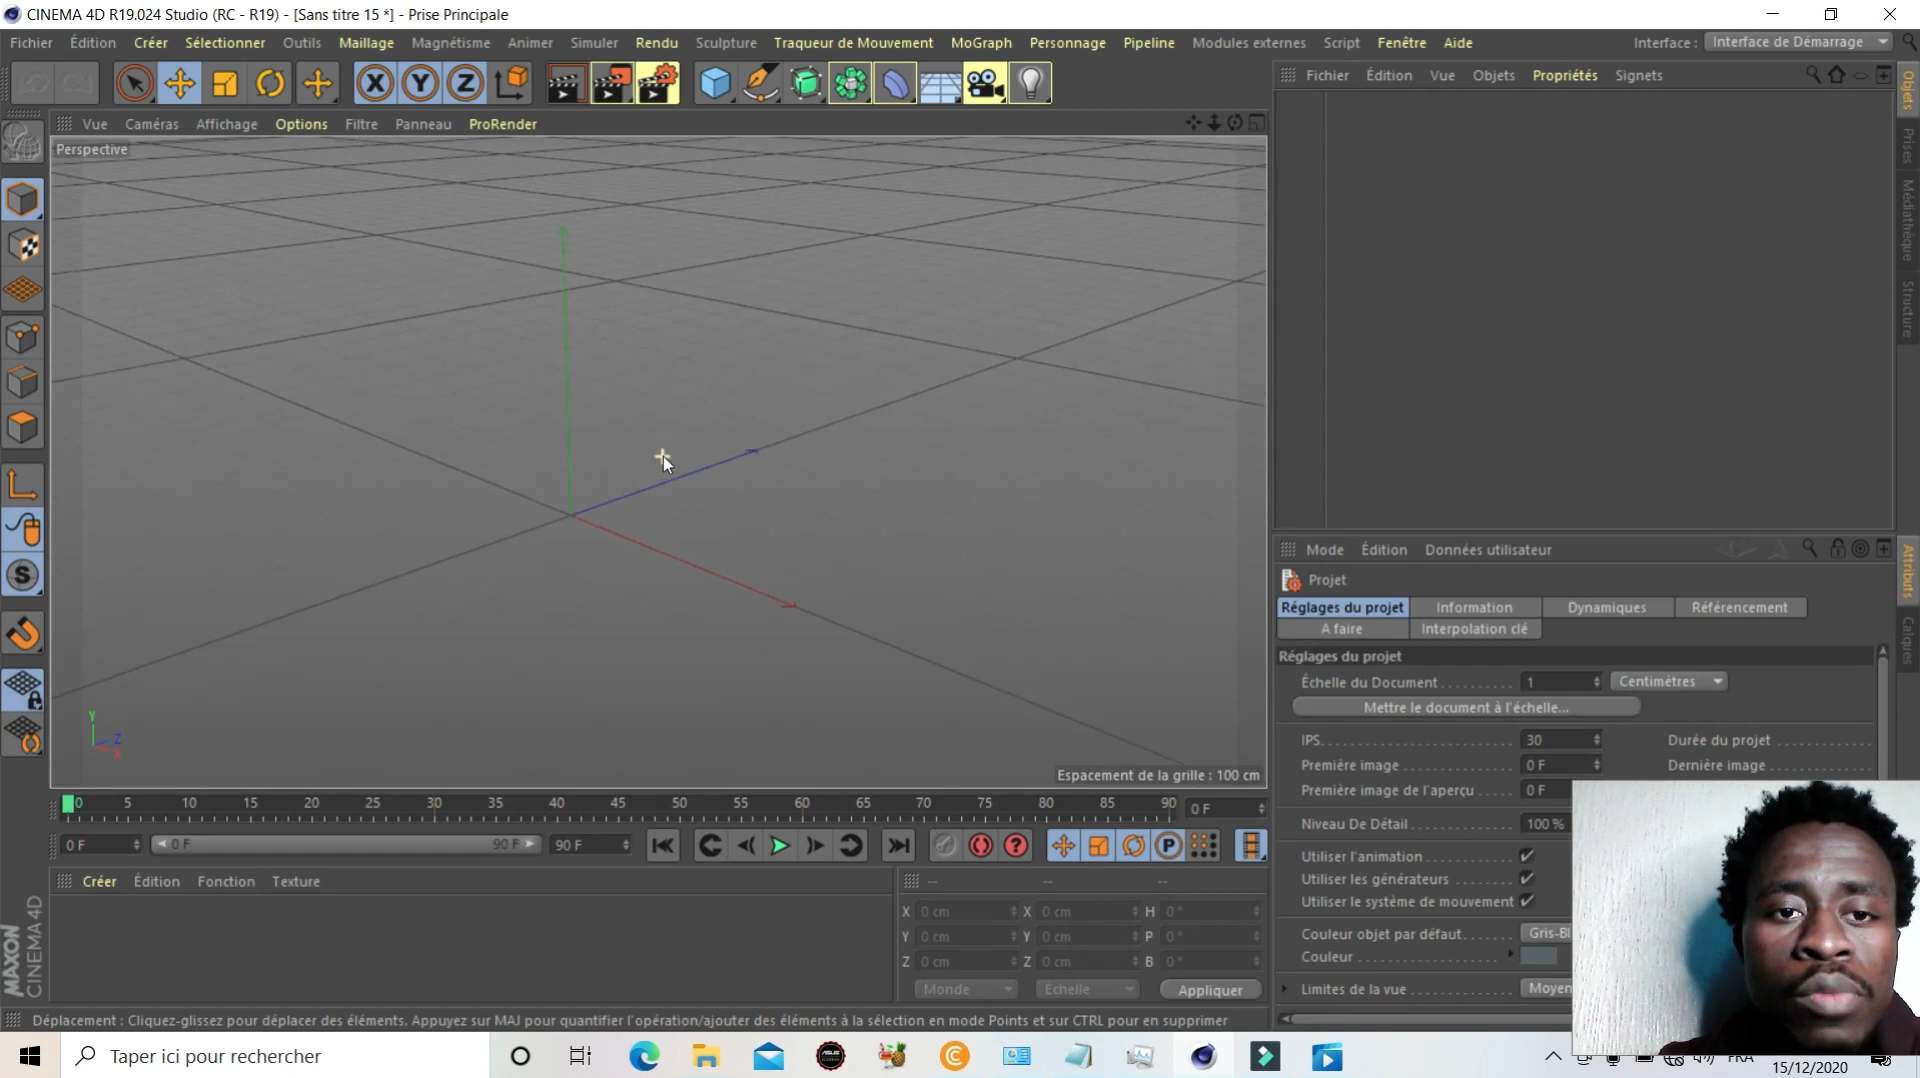 CINEMA 4D R19.024 Studio (RC - R19) - [Sans titre 15 *] - Prise Principale
Fichier Édition Créer Sélectionner Outils Maillage Magnétisme Animer Simuler Rendu Sculpture Traqueur de Mouvement MoGraph Personnage Pipeline Modules externes Script Fenêtre Aide Interface : Interface de Démarrage
X Y Z
Fichier Édition Vue Objets Propriétés Signets
Objets
Prises
Médiathèque
Structure
Vue Caméras Affichage Options Filtre Panneau ProRender
Perspective
Y
Z
X
Espacement de la grille : 100 cm
Mode Édition Données utilisateur
Attributs
Calques
Projet
Réglages du projet Information Dynamiques Référencement
A faire Interpolation clé
Réglages du projet
Échelle du Document 1 Centimètres
Mettre le document à l'échelle...
IPS 30 Durée du projet
Première image 0 F Dernière image
Première image de l'aperçu 0 F
Niveau De Détail 100 %
Utiliser l'animation
Utiliser les générateurs
Utiliser le système de mouvement
Couleur objet par défaut Gris-Bl
Couleur
Limites de la vue Moyen
S
0 5 10 15 20 25 30 35 40 45 50 55 60 65 70 75 80 85 90 0 F
0 F 0 F 90 F 90 F
? P
Créer Édition Fonction Texture
-- -- --
X 0 cm X 0 cm H 0 °
Y 0 cm Y 0 cm P 0 °
Z 0 cm Z 0 cm B 0 °
Monde Échelle Appliquer
MAXON
CINEMA 4D
Déplacement : Cliquez-glissez pour déplacer des éléments. Appuyez sur MAJ pour quantifier l'opération/ajouter des éléments à la sélection en mode Points et sur CTRL pour en supprimer
Taper ici pour rechercher
FRA
15/12/2020